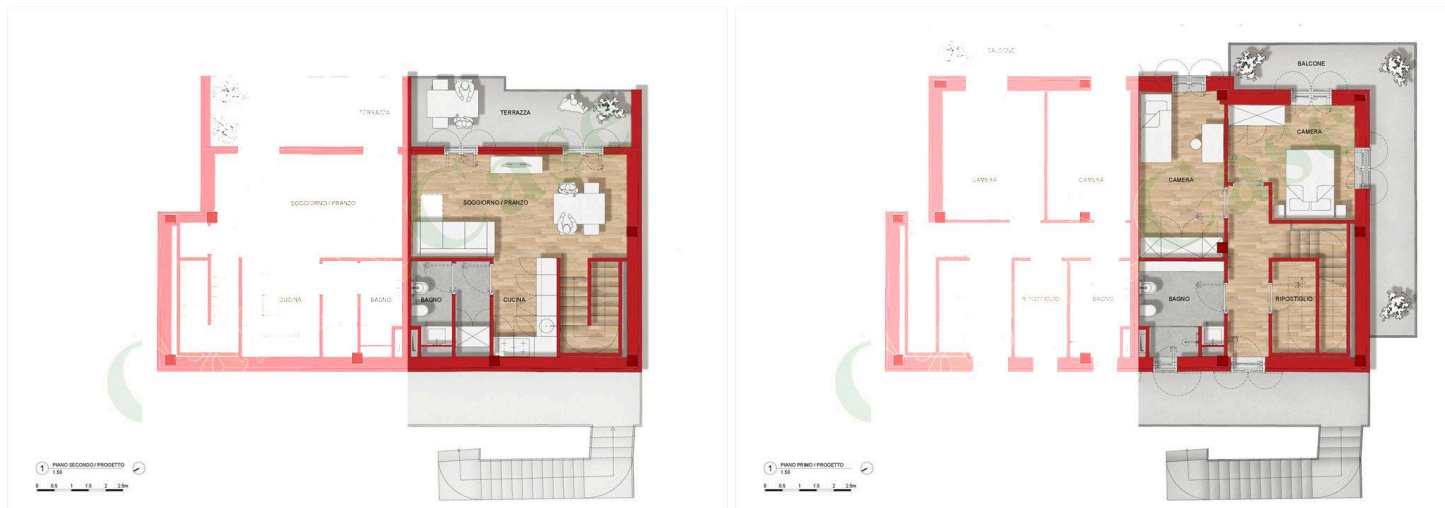 TERRAZZA
TERRAZZA
SOGGIORNO / PRANZO
SOGGIORNO / PRANZO
CUCINA
BAGNO
BAGNO
CUCINA
1
PIANO SECONDO / PROGETTO
1:50
0 0.5 1 1.5 2 2.5m
BALCONE
BALCONE
CAMERA
CAMERA
CAMERA
CAMERA
RIPOSTIGLIO
BAGNO
BAGNO
RIPOSTIGLIO
1
PIANO PRIMO / PROGETTO
1:50
0 0.5 1 1.5 2 2.5m